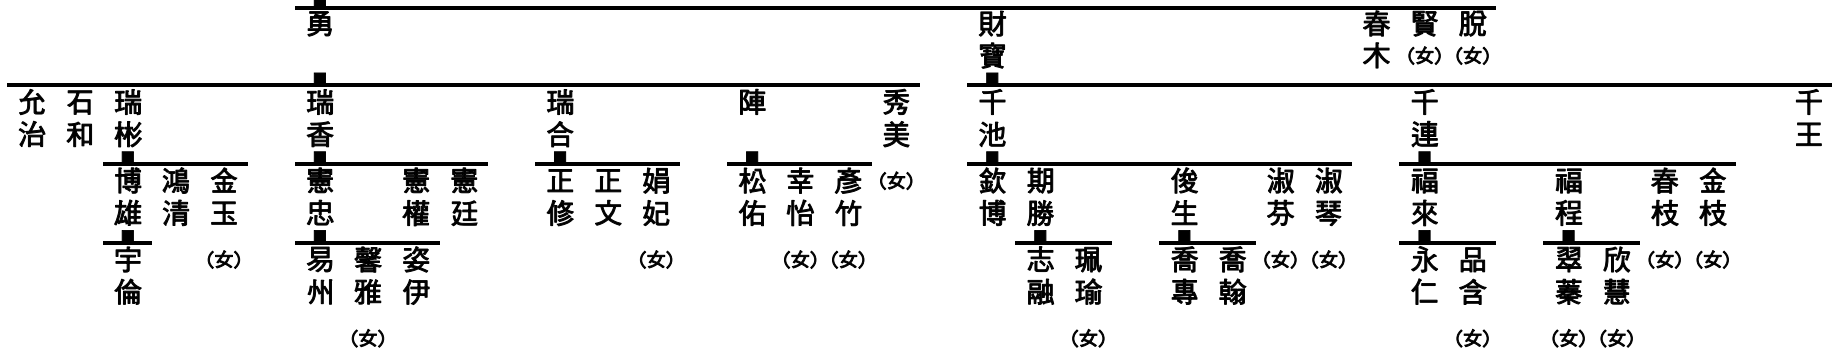 勇 財寶 春木 賢（女） 脫（女）
允治 石和 瑞彬 瑞香 瑞合 陣 秀美（女） 千池 千連 千王
博雄 鴻清 金玉（女） 憲忠 憲權 憲廷 正修 正文 娟妃（女） 松佑 幸怡（女） 彥竹（女） 欽博 期勝 俊生 淑芬（女） 淑琴（女） 福來 福程 春枝（女） 金枝（女）
宇倫 易州 馨雅（女） 姿伊 志融 珮瑜（女） 喬專 喬翰 永仁 品含（女） 翠蓁（女） 欣慧（女）